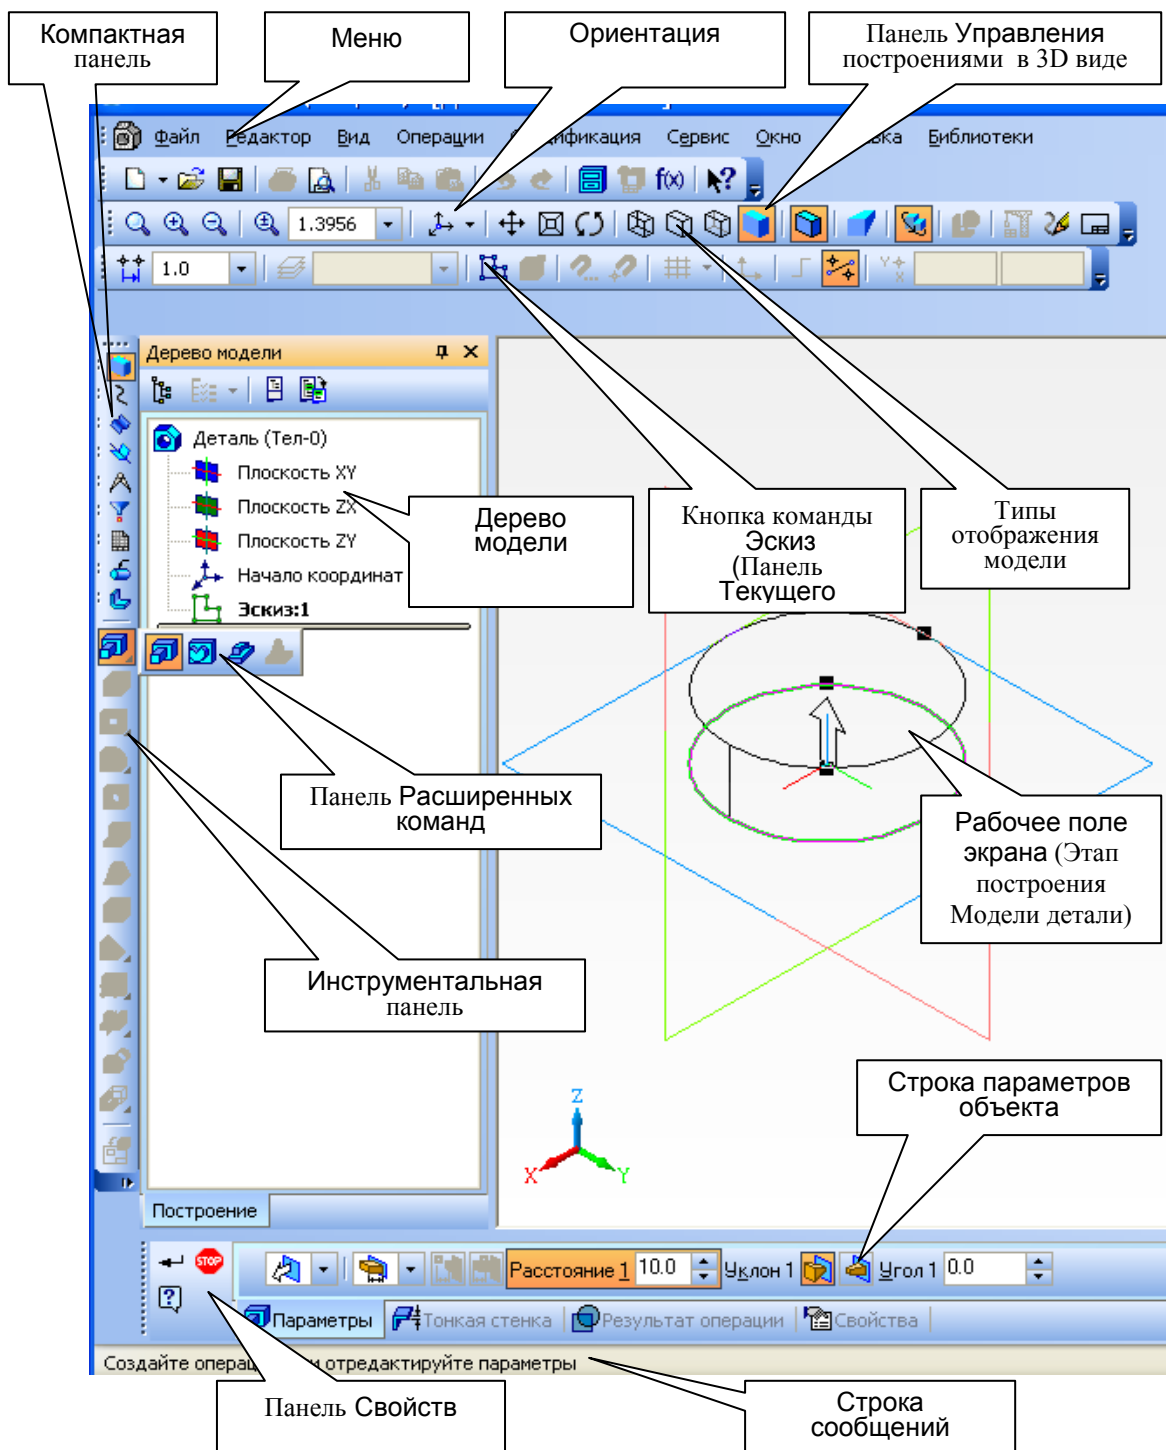 Компактная
панель
Меню
Ориентация
Панель Управления
построениями в 3D виде
Файл Редактор Вид Операции Сервис Окно Библиотеки
f(x)
1.3956
1.0
Дерево модели
Деталь (Тел-0)
Плоскость XY
Плоскость ZX
Плоскость ZY
Начало координат
Эскиз:1
Дерево
модели
Кнопка команды
Эскиз
(Панель
Текущего
Типы
отображения
модели
Панель Расширенных
команд
Рабочее поле
экрана (Этап
построения
Модели детали)
Инструментальная
панель
Строка параметров
объекта
Z
X
Y
Построение
STOP
Расстояние 1 10.0 Уклон 1 Угол 1 0.0
Параметры Тонкая стенка Результат операции Свойства
Создайте отредактируйте параметры
Панель Свойств
Строка
сообщений